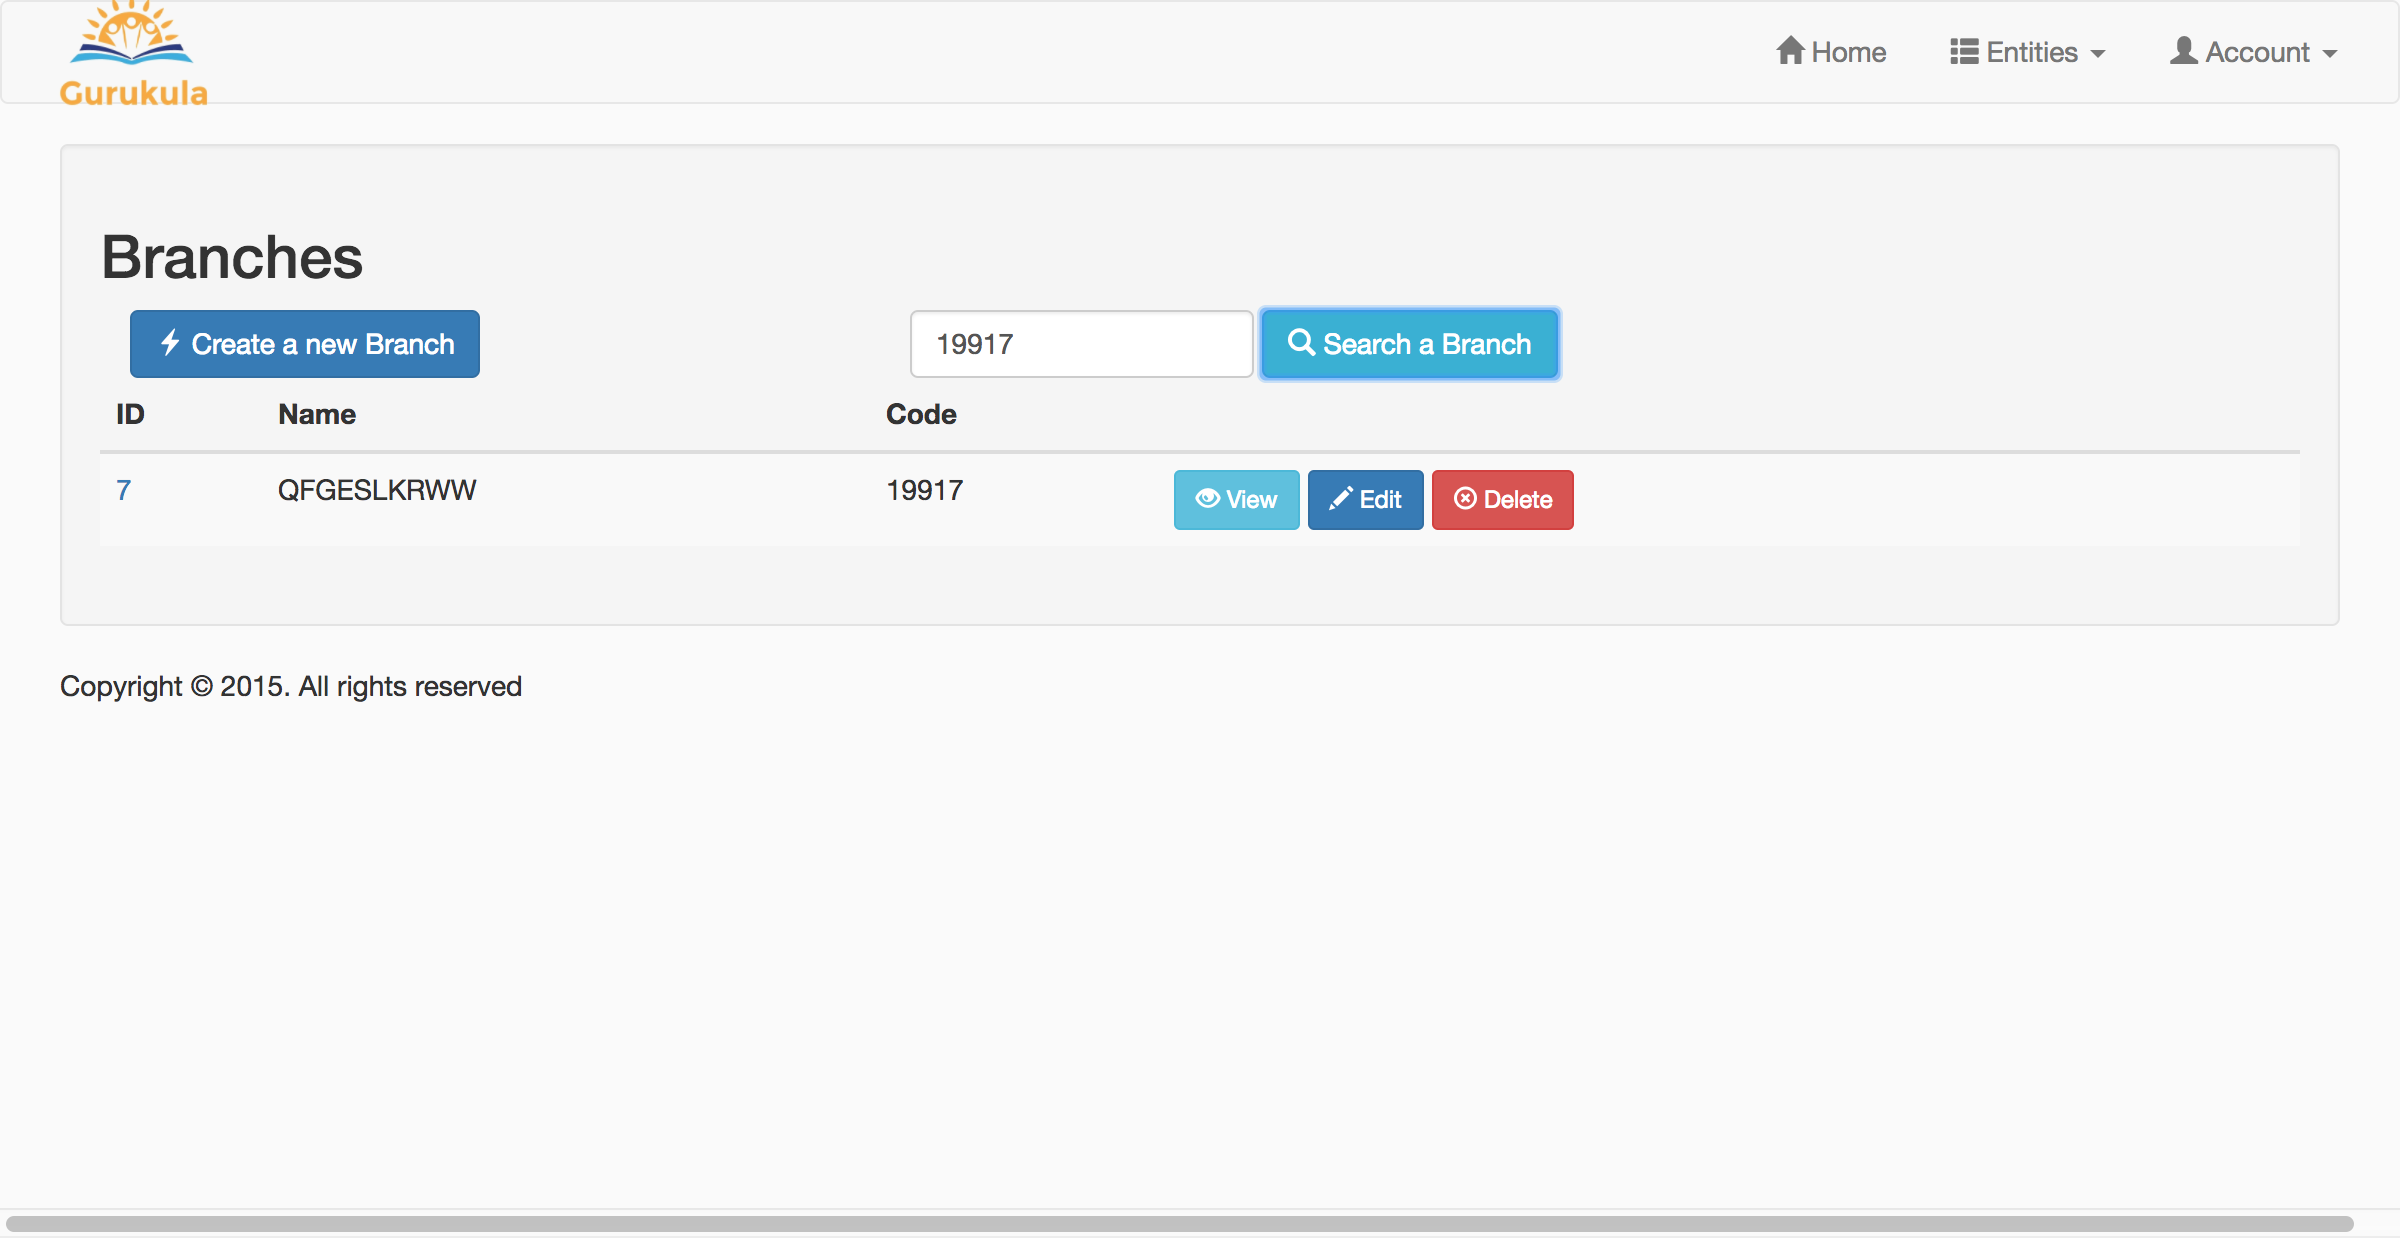 Gurukula
Home Entities Account
Branches
Create a new Branch 19917 Search a Branch
ID Name Code
7 QFGESLKRWW 19917 View Edit Delete
Copyright © 2015. All rights reserved